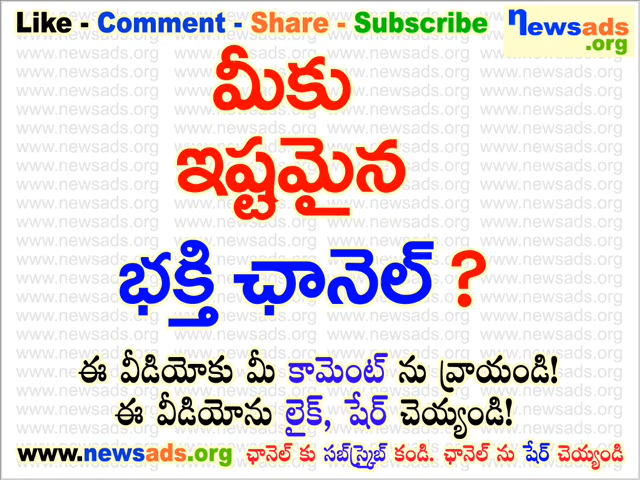 Like - Comment - Share - Subscribe
newsads
.org
మీకు
ఇష్టమైన
భక్తి ఛానెల్ ?
ఈ వీడియోకు మీ కామెంట్ ను వ్రాయండి!
ఈ వీడియోను లైక్, షేర్ చెయ్యండి!
www.newsads.org ఛానెల్ కు సబ్‌స్క్రైబ్ కండి. ఛానెల్ ను షేర్ చెయ్యండి